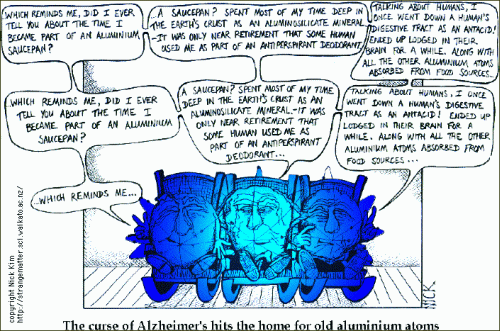 WHICH REMINDS ME, DID I EVER
TELL YOU ABOUT THE TIME I
BECAME PART OF AN ALUMINIUM
SAUCEPAN?
A SAUCEPAN? SPENT MOST OF MY TIME DEEP IN
THE EARTH'S CRUST AS AN ALUMINOSILICATE MINERAL
-IT WAS ONLY NEAR RETIREMENT THAT SOME HUMAN
USED ME AS PART OF AN ANTIPERSPIRANT DEODORANT...
TALKING ABOUT HUMANS, I
ONCE WENT DOWN A HUMAN'S
DIGESTIVE TRACT AS AN ANTACID!
ENDED UP LODGED IN THEIR
BRAIN FOR A WHILE. ALONG WITH
ALL THE OTHER ALUMINIUM ATOMS
ABSORBED FROM FOOD SOURCES...
WHICH REMINDS ME, DID I EVER
TELL YOU ABOUT THE TIME I
BECAME PART OF AN ALUMINIUM
SAUCEPAN?
A SAUCEPAN? SPENT MOST OF MY TIME
DEEP IN THE EARTH'S CRUST AS AN
ALUMINOSILICATE MINERAL-IT WAS
ONLY NEAR RETIREMENT THAT
SOME HUMAN USED ME AS
PART OF AN ANTIPERSPIRANT
DEODORANT...
TALKING ABOUT HUMANS, I ONCE
WENT DOWN A HUMAN'S DIGESTIVE
TRACT AS AN ANTACID! ENDED UP
LODGED IN THEIR BRAIN FOR A
WHILE. ALONG WITH ALL THE OTHER
ALUMINIUM ATOMS ABSORBED FROM
FOOD SOURCES...
...WHICH REMINDS ME...
copyright Nick Kim
http://strangematter.sci.waikato.ac.nz/
NICK
The curse of Alzheimer's hits the home for old aluminium atoms